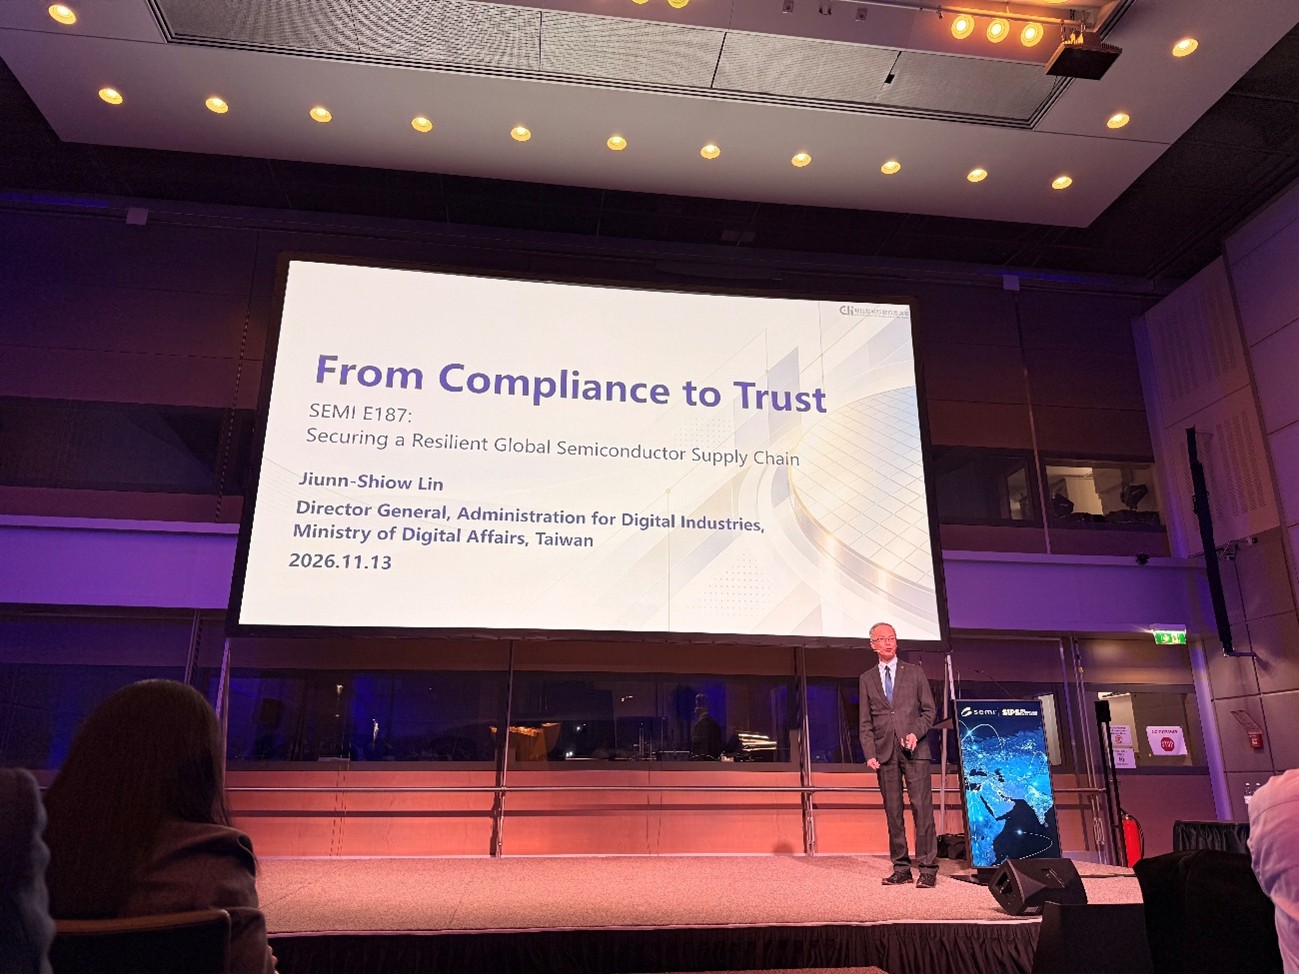 From Compliance to Trust
SEMI E187:
Securing a Resilient Global Semiconductor Supply Chain
Jiunn-Shiow Lin
Director General, Administration for Digital Industries,
Ministry of Digital Affairs, Taiwan
2026.11.13
semi
STOP